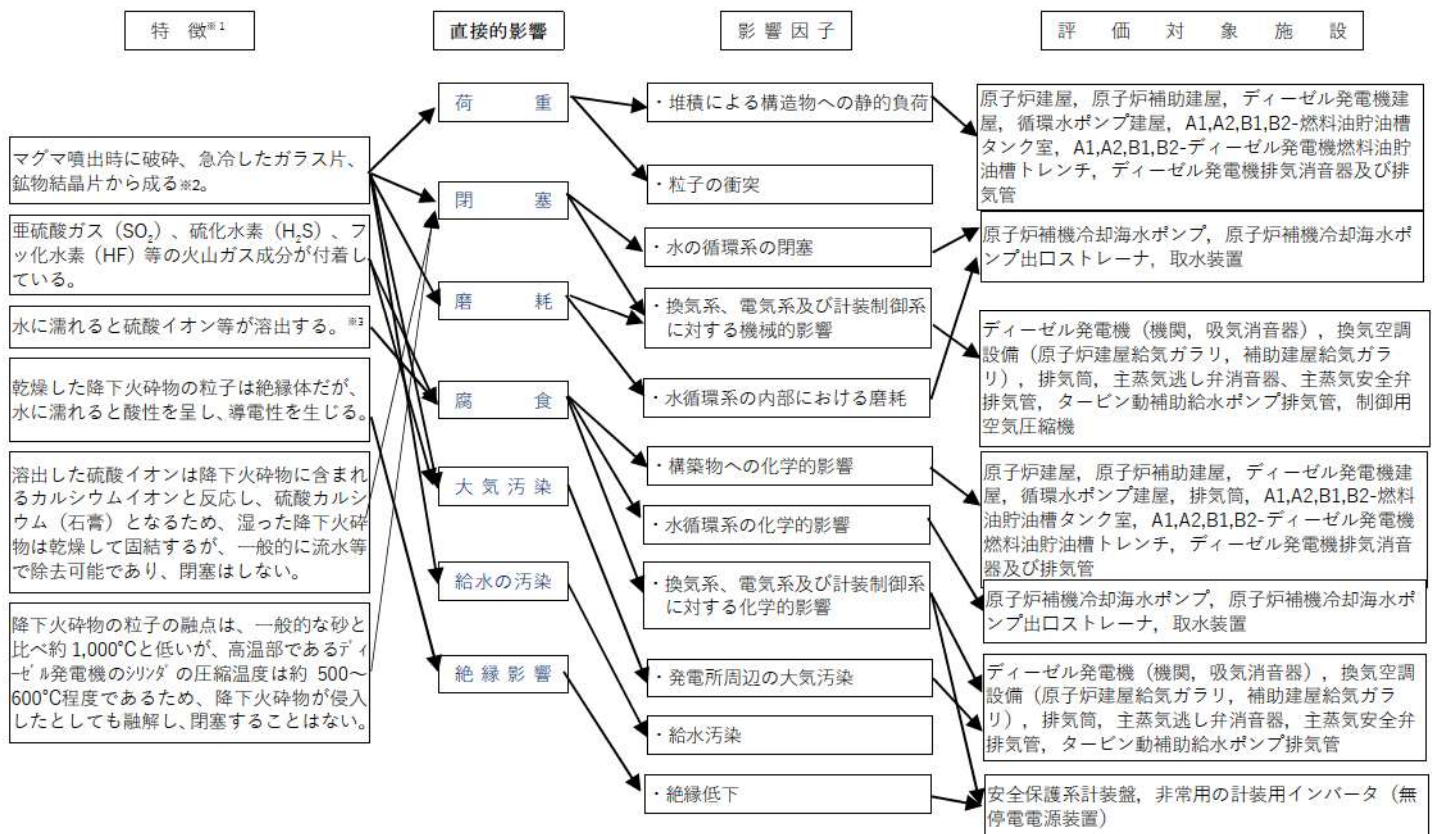 特 徴※1
直接的影響
影 響 因 子
評 価 対 象 施 設
マグマ噴出時に破砕、急冷したガラス片、
鉱物結晶片から成る※2。
亜硫酸ガス（SO₂）、硫化水素（H₂S）、フ
ッ化水素（HF）等の火山ガス成分が付着し
ている。
水に濡れると硫酸イオン等が溶出する。※3
乾燥した降下火砕物の粒子は絶縁体だが、
水に濡れると酸性を呈し、導電性を生じる。
溶出した硫酸イオンは降下火砕物に含まれ
るカルシウムイオンと反応し、硫酸カルシ
ウム（石膏）となるため、湿った降下火砕
物は乾燥して固結するが、一般的に流水等
で除去可能であり、閉塞はしない。
降下火砕物の粒子の融点は、一般的な砂と
比べ約 1,000℃と低いが、高温部であるディ
ーゼル発電機のシリンダの圧縮温度は約 500～
600℃程度であるため、降下火砕物が侵入
したとしても融解し、閉塞することはない。
荷 重
閉 塞
磨 耗
腐 食
大 気 汚 染
給 水 の 汚 染
絶 縁 影 響
・堆積による構造物への静的負荷
・粒子の衝突
・水の循環系の閉塞
・換気系、電気系及び計装制御系
に対する機械的影響
・水循環系の内部における磨耗
・構築物への化学的影響
・水循環系の化学的影響
・換気系、電気系及び計装制御系
に対する化学的影響
・発電所周辺の大気汚染
・給水汚染
・絶縁低下
原子炉建屋，原子炉補助建屋，ディーゼル発電機建
屋，循環水ポンプ建屋，A1,A2,B1,B2-燃料油貯油槽
タンク室，A1,A2,B1,B2-ディーゼル発電機燃料油貯
油槽トレンチ，ディーゼル発電機排気消音器及び排
気管
原子炉補機冷却海水ポンプ，原子炉補機冷却海水ポ
ンプ出口ストレーナ，取水装置
ディーゼル発電機（機関，吸気消音器），換気空調
設備（原子炉建屋給気ガラリ，補助建屋給気ガラ
リ），排気筒，主蒸気逃し弁消音器、主蒸気安全弁
排気管，タービン動補助給水ポンプ排気管，制御用
空気圧縮機
原子炉建屋，原子炉補助建屋，ディーゼル発電機建
屋，循環水ポンプ建屋，排気筒，A1,A2,B1,B2-燃料
油貯油槽タンク室，A1,A2,B1,B2-ディーゼル発電機
燃料油貯油槽トレンチ，ディーゼル発電機排気消音
器及び排気管
原子炉補機冷却海水ポンプ，原子炉補機冷却海水ポ
ンプ出口ストレーナ，取水装置
ディーゼル発電機（機関，吸気消音器），換気空調
設備（原子炉建屋給気ガラリ，補助建屋給気ガラ
リ），排気筒，主蒸気逃し弁消音器，主蒸気安全弁
排気管，タービン動補助給水ポンプ排気管
安全保護系計装盤，非常用の計装用インバータ（無
停電電源装置）